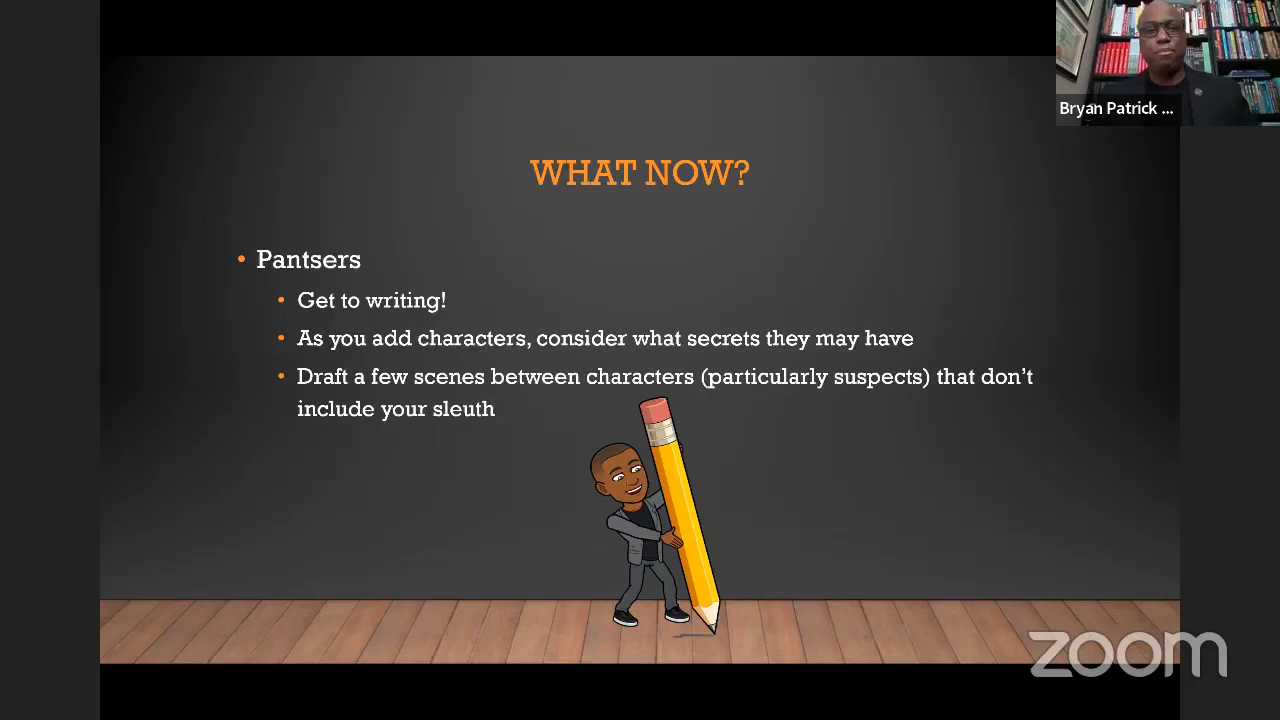 Bryan Patrick ...
WHAT NOW?
• Pantsers
• Get to writing!
• As you add characters, consider what secrets they may have
• Draft a few scenes between characters (particularly suspects) that don't
include your sleuth
zoom